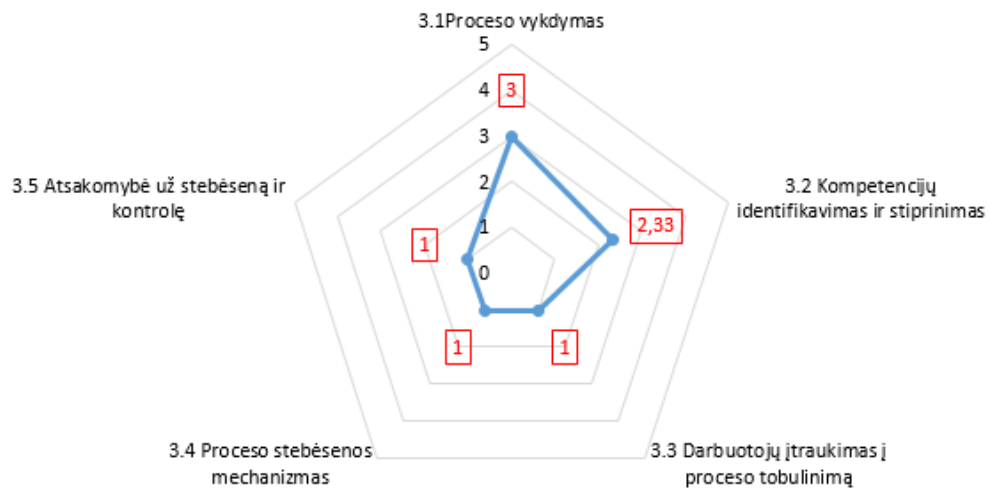 3.1Proceso vykdymas
5
4
3
3
2
1
0
3.5 Atsakomybė už stebėseną ir
kontrolę
1
3.2 Kompetencijų
identifikavimas ir stiprinimas
2,33
1
1
3.4 Proceso stebėsenos
mechanizmas
3.3 Darbuotojų įtraukimas į
proceso tobulinimą